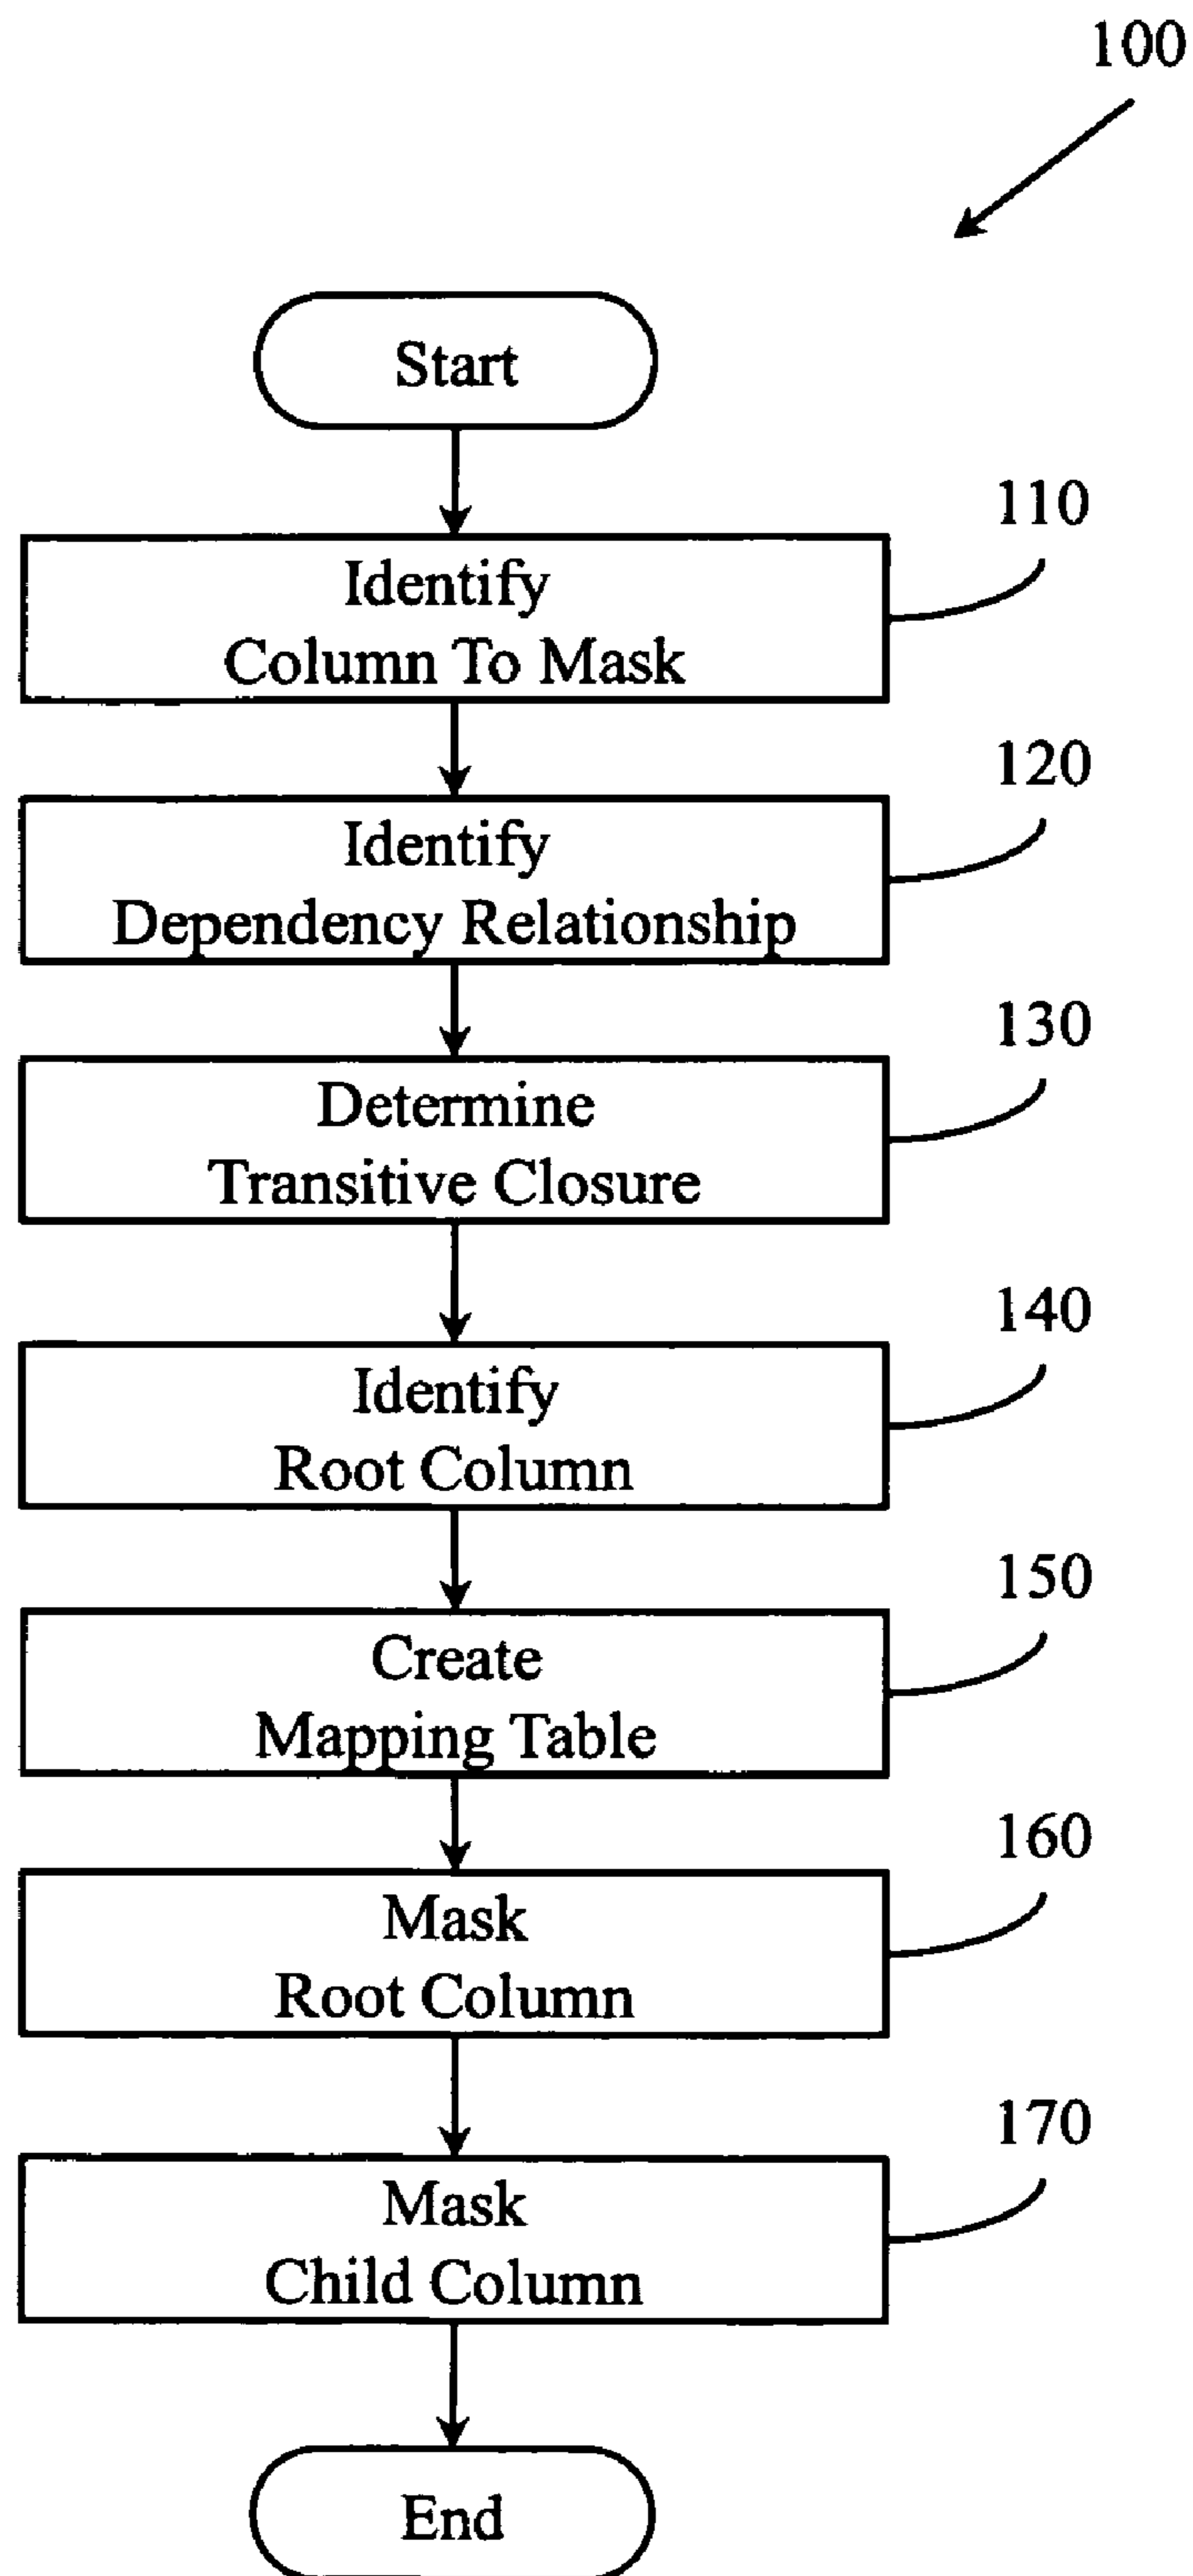 100
Start
110
Identify
Column To Mask
120
Identify
Dependency Relationship
130
Determine
Transitive Closure
140
Identify
Root Column
150
Create
Mapping Table
160
Mask
Root Column
170
Mask
Child Column
End